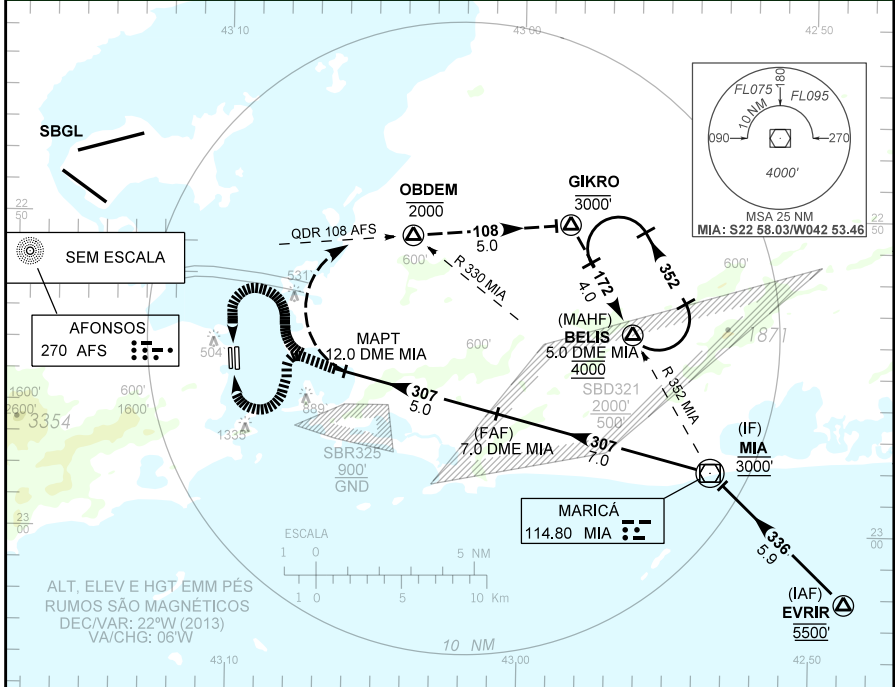 43 10
43 00
42 50
SBGL
FL075
180
FL095
10 NM
090
270
4000'
MSA 25 NM
MIA: S22 58.03/W042 53.46
22
50
OBDEM
2000
GIKRO
3000'
QDR 108 AFS
108
5.0
600'
R 330 MIA
172
4.0
352
600'
SEM ESCALA
531'
AFONSOS
270 AFS
504'
MAPT
12.0 DME MIA
600'
(MAHF)
BELIS
5.0 DME MIA
4000
1871
SBD321
2000'
500'
R 352 MIA
307
5.0
1600'
2600'
3354
600'
1600'
889
1335'
SBR325
900'
GND
(FAF)
7.0 DME MIA
307
7.0
(IF)
MIA
3000'
MARICÁ
114.80 MIA
23
00
23
00
336
5.9
ESCALA
1 0 5 NM
1 0 5 10 Km
(IAF)
EVRIR
5500'
ALT, ELEV E HGT EMM PÉS
RUMOS SÃO MAGNÉTICOS
DEC/VAR: 22ºW (2013)
VA/CHG: 06'W
10 NM
43,10
43,00
42,50
22
50